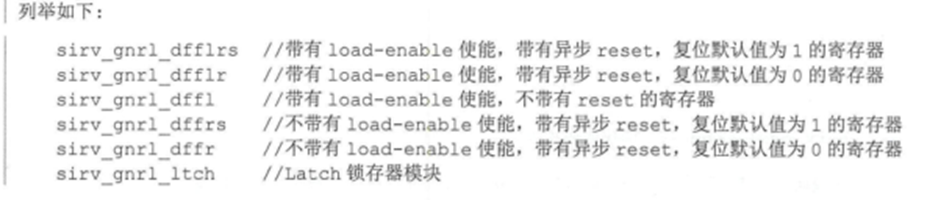 列举如下：
sirv_gnrl_dfflrs //带有 load-enable 使能，带有异步 reset，复位默认值为 1 的寄存器
sirv_gnrl_dfflr //带有 load-enable 使能，带有异步 reset，复位默认值为 0 的寄存器
sirv_gnrl_dffl //带有 load-enable 使能，不带有 reset 的寄存器
sirv_gnrl_dffrs //不带有 load-enable 使能，带有异步 reset，复位默认值为 1 的寄存器
sirv_gnrl_dffr //不带有 load-enable 使能，带有异步 reset，复位默认值为 0 的寄存器
sirv_gnrl_ltch //Latch 锁存器模块